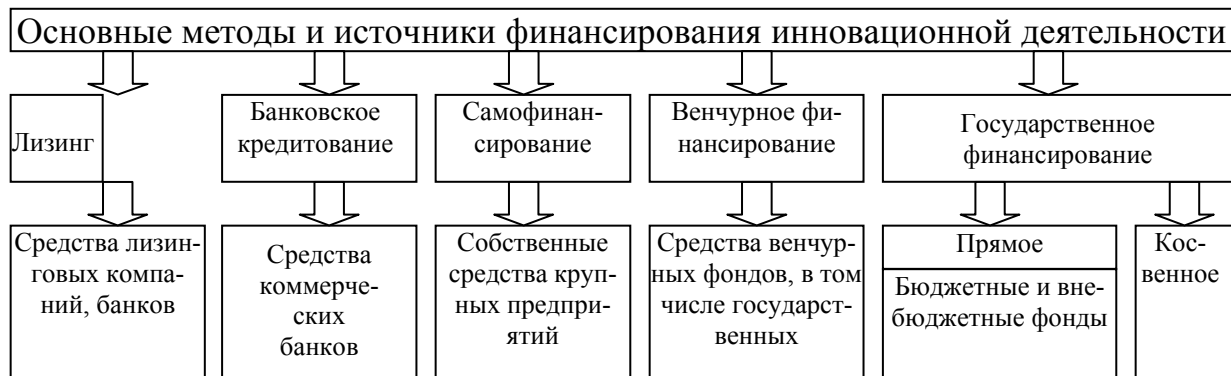 Основные методы и источники финансирования инновационной деятельности
Лизинг
Банковское
кредитование
Самофинан-
сирование
Венчурное фи-
нансирование
Государственное
финансирование
Средства лизин-
говых компа-
ний, банков
Средства
коммерче-
ских
банков
Собственные
средства круп-
ных предпри-
ятий
Средства венчур-
ных фондов, в том
числе государст-
венных
Прямое
Бюджетные и вне-
бюджетные фонды
Кос-
венное